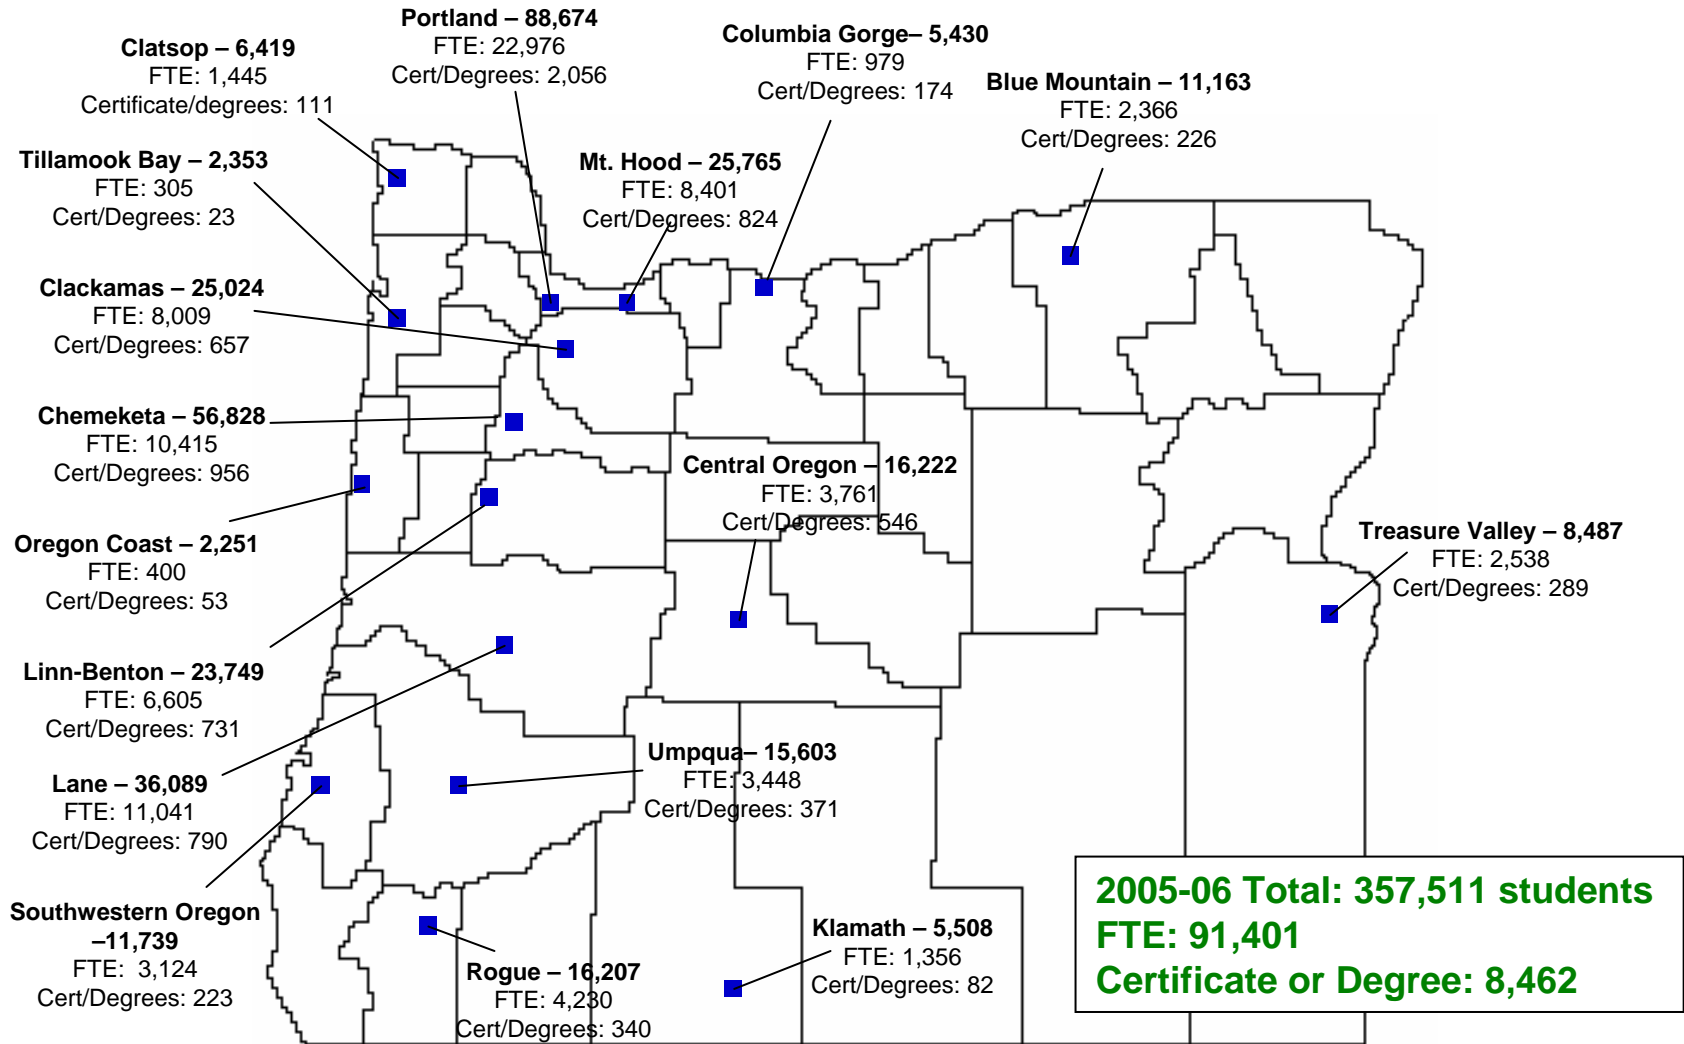 Portland – 88,674
FTE: 22,976
Cert/Degrees: 2,056
Clatsop – 6,419
FTE: 1,445
Certificate/degrees: 111
Columbia Gorge– 5,430
FTE: 979
Cert/Degrees: 174
Blue Mountain – 11,163
FTE: 2,366
Cert/Degrees: 226
Tillamook Bay – 2,353
FTE: 305
Cert/Degrees: 23
Mt. Hood – 25,765
FTE: 8,401
Cert/Degrees: 824
Clackamas – 25,024
FTE: 8,009
Cert/Degrees: 657
Chemeketa – 56,828
FTE: 10,415
Cert/Degrees: 956
Central Oregon – 16,222
FTE: 3,761
Cert/Degrees: 546
Oregon Coast – 2,251
FTE: 400
Cert/Degrees: 53
Treasure Valley – 8,487
FTE: 2,538
Cert/Degrees: 289
Linn-Benton – 23,749
FTE: 6,605
Cert/Degrees: 731
Umpqua– 15,603
FTE: 3,448
Cert/Degrees: 371
Lane – 36,089
FTE: 11,041
Cert/Degrees: 790
Southwestern Oregon
–11,739
FTE:  3,124
Cert/Degrees: 223
Rogue – 16,207
FTE: 4,230
Cert/Degrees: 340
Klamath – 5,508
FTE: 1,356
Cert/Degrees: 82
2005-06 Total: 357,511 students
FTE: 91,401
Certificate or Degree: 8,462